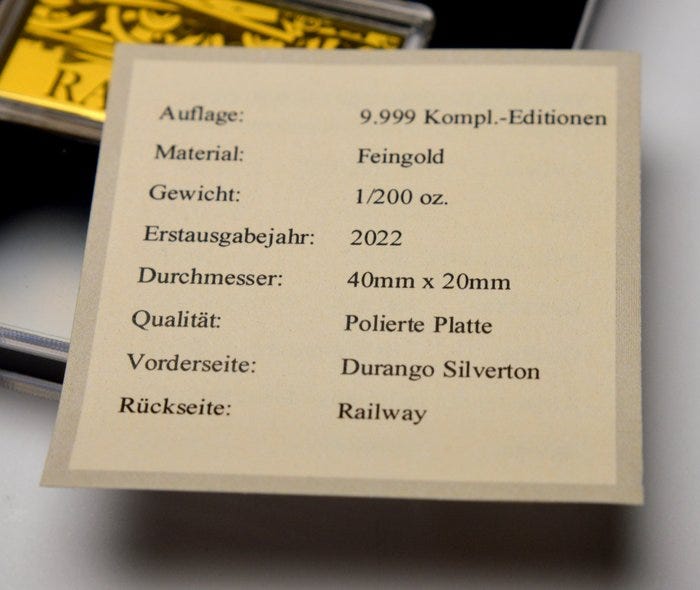 RA
Auflage: 9.999 Kompl.-Editionen
Material: Feingold
Gewicht: 1/200 oz.
Erstausgabejahr: 2022
Durchmesser: 40mm x 20mm
Qualität: Polierte Platte
Vorderseite: Durango Silverton
Rückseite: Railway